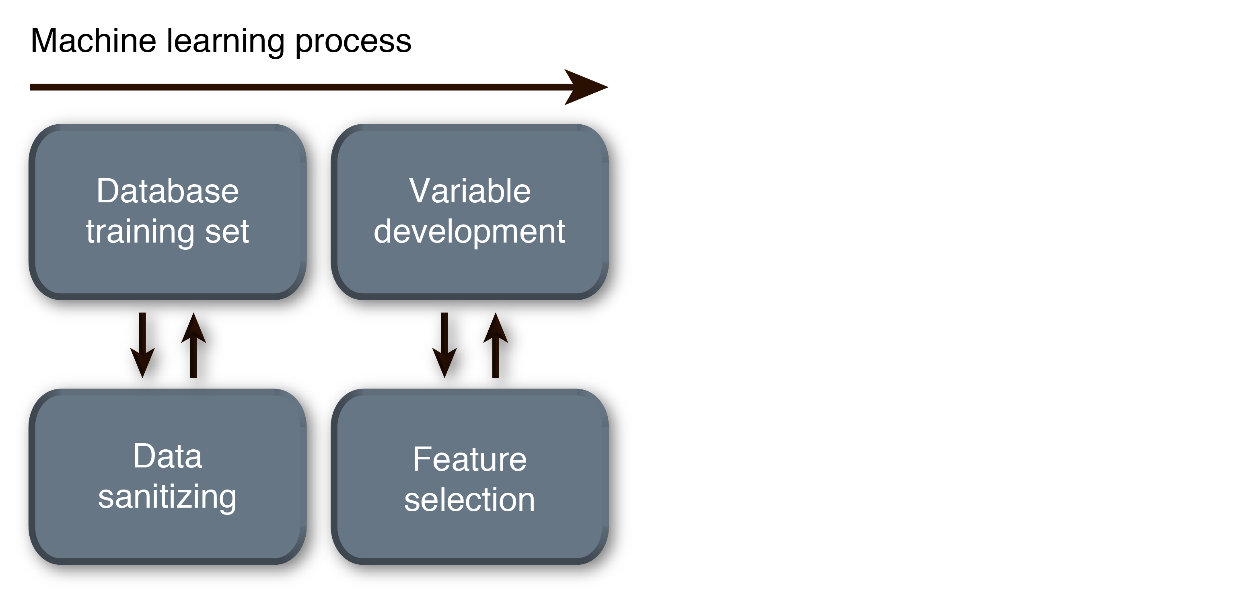 Machine learning process
Database
training set
Variable
development
Data
sanitizing
Feature
selection